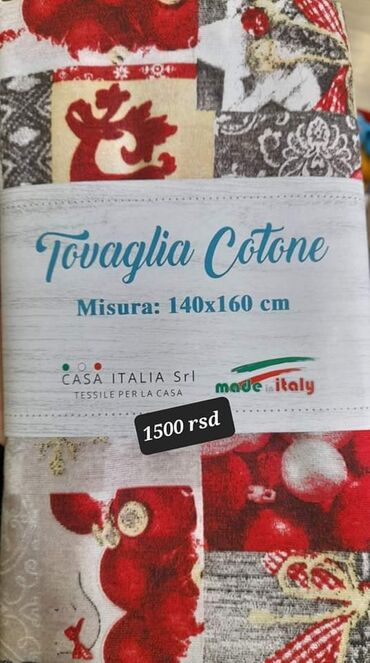 Tovaglia Cotone
Misura: 140x160 cm
CASA ITALIA Srl
TESSILE PER LA CASA
made in italy
1500 rsd